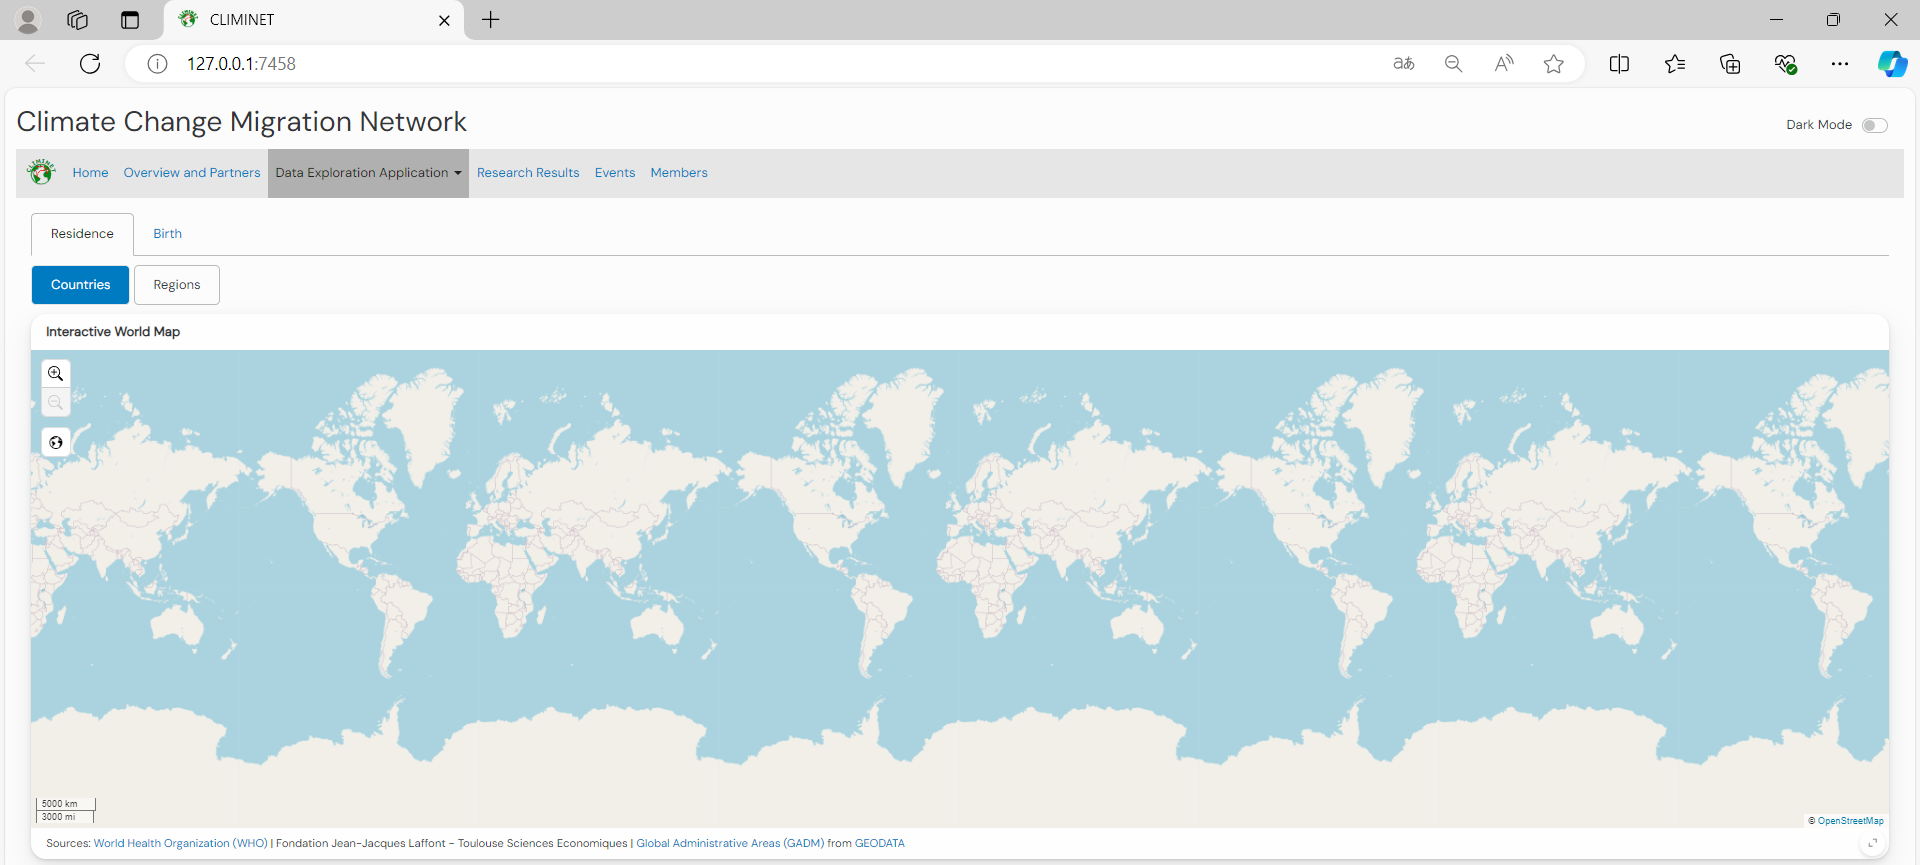 CLIMINET
127.0.0.1:7458
Climate Change Migration Network
Dark Mode
CLIMINET
Home
Overview and Partners
Data Exploration Application
Research Results
Events
Members
Residence
Birth
Countries
Regions
Interactive World Map
5000 km
3000 mi
© OpenStreetMap
Sources: World Health Organization (WHO) | Fondation Jean-Jacques Laffont - Toulouse Sciences Economiques | Global Administrative Areas (GADM) from GEODATA